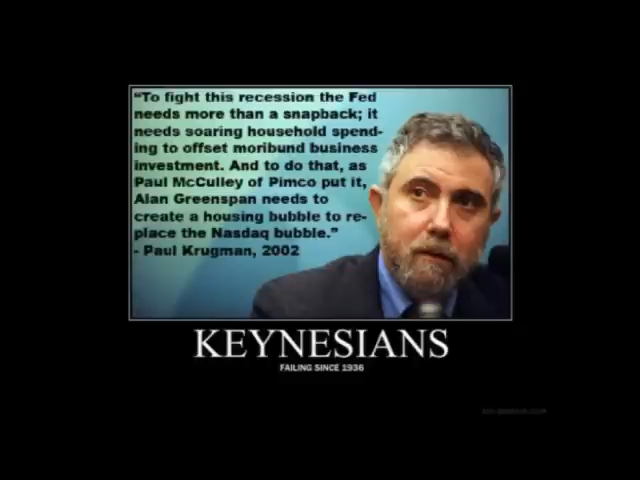 “To fight this recession the Fed
needs more than a snapback; it
needs soaring household spend-
ing to offset moribund business
investment. And to do that, as
Paul McCulley of Pimco put it,
Alan Greenspan needs to
create a housing bubble to re-
place the Nasdaq bubble.”
- Paul Krugman, 2002
KEYNESIANS
FAILING SINCE 1936